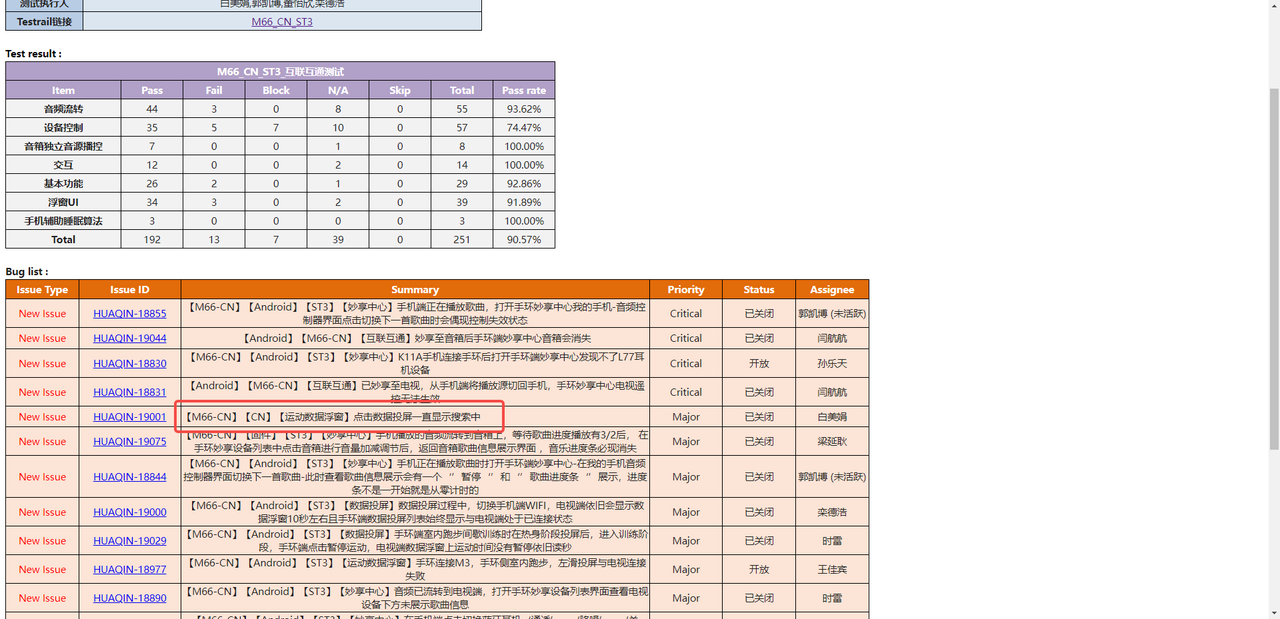 测试执行人 白美娟,郭凯博,董佰欣,栾德浩
Testrail链接 M66_CN_ST3
Test result :
M66_CN_ST3_互联互通测试
Item Pass Fail Block N/A Skip Total Pass rate
音频流转 44 3 0 8 0 55 93.62%
设备控制 35 5 7 10 0 57 74.47%
音箱独立音源播控 7 0 0 1 0 8 100.00%
交互 12 0 0 2 0 14 100.00%
基本功能 26 2 0 1 0 29 92.86%
浮窗UI 34 3 0 2 0 39 91.89%
手机辅助睡眠算法 3 0 0 0 0 3 100.00%
Total 192 13 7 39 0 251 90.57%
Bug list :
Issue Type Issue ID Summary Priority Status Assignee
【M66-CN】【Android】【ST3】【妙享中心】手机端正在播放歌曲，打开手环妙享中心我的手机-音频控
New Issue HUAQIN-18855 Critical 已关闭 郭凯博 (未活跃)
制器界面点击切换下一首歌曲时会偶现控制失效状态
New Issue HUAQIN-19044 【Android】【M66-CN】【互联互通】妙享至音箱后手环端妙享中心音箱会消失 Critical 已关闭 闫航航
【M66-CN】【Android】【ST3】【妙享中心】K11A手机连接手环后打开手环端妙享中心发现不了L77耳
New Issue HUAQIN-18830 Critical 开放 孙乐天
机设备
【Android】【M66-CN】【互联互通】已妙享至电视，从手机端将播放源切回手机，手环妙享中心电视遥
New Issue HUAQIN-18831 Critical 已关闭 闫航航
控无法生效
New Issue HUAQIN-19001 【M66-CN】【CN】【运动数据浮窗】点击数据投屏一直显示搜索中 Major 已关闭 白美娟
【M66-CN】【固件】【ST3】【妙享中心】手机播放的音频流转到音箱上，等待歌曲进度播放有3/2后， 在
New Issue HUAQIN-19075 Major 已关闭 梁延耿
手环妙享设备列表中点击音箱进行音量加减调节后，返回音箱歌曲信息展示界面 ，音乐进度条必现消失
【M66-CN】【Android】【ST3】【妙享中心】手机正在播放歌曲时打开手环端妙享中心-在我的手机音频
New Issue HUAQIN-18844 控制器界面切换下一首歌曲-此时查看歌曲信息展示会有一个 “ 暂停 “ 和 “ 歌曲进度条 “ 展示，进度 Major 已关闭 郭凯博 (未活跃)
条不是一开始就是从零计时的
【M66-CN】【Android】【ST3】【数据投屏】数据投屏过程中，切换手机端WIFI，电视端依旧会显示数
New Issue HUAQIN-19000 Major 已关闭 栾德浩
据浮窗10秒左右且手环端数据投屏列表始终显示与电视端处于已连接状态
【M66-CN】【Android】【ST3】【数据投屏】手环端室内跑步间歇训练时在热身阶段投屏后，进入训练阶
New Issue HUAQIN-19029 Major 已关闭 时雷
段，手环端点击暂停运动，电视端数据浮窗上运动时间没有暂停依旧读秒
【M66-CN】【Android】【ST3】【运动数据浮窗】手环连接M3，手环侧室内跑步，左滑投屏与电视连接
New Issue HUAQIN-18977 Major 开放 王佳宾
失败
【M66-CN】【Android】【ST3】【妙享中心】音频已流转到电视端，打开手环妙享设备列表界面查看电视
New Issue HUAQIN-18890 Major 已关闭 时雷
设备下方未展示歌曲信息